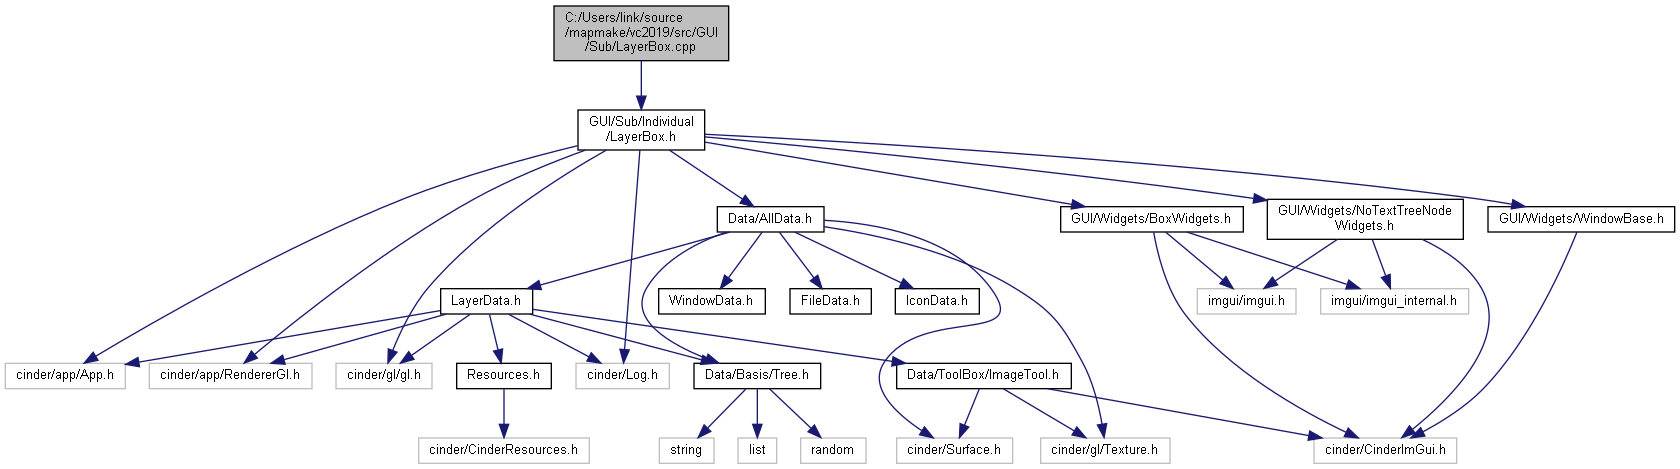 C:/Users/link/source
/mapmake/vc2019/src/GUI
/Sub/LayerBox.cpp
GUI/Sub/Individual
/LayerBox.h
Data/AllData.h
GUI/Widgets/BoxWidgets.h
GUI/Widgets/NoTextTreeNode
Widgets.h
GUI/Widgets/WindowBase.h
LayerData.h
WindowData.h
FileData.h
IconData.h
imgui/imgui.h
imgui/imgui_internal.h
cinder/app/App.h
cinder/app/RendererGl.h
cinder/gl/gl.h
Resources.h
cinder/Log.h
Data/Basis/Tree.h
Data/ToolBox/ImageTool.h
cinder/CinderResources.h
string
list
random
cinder/Surface.h
cinder/gl/Texture.h
cinder/CinderImGui.h